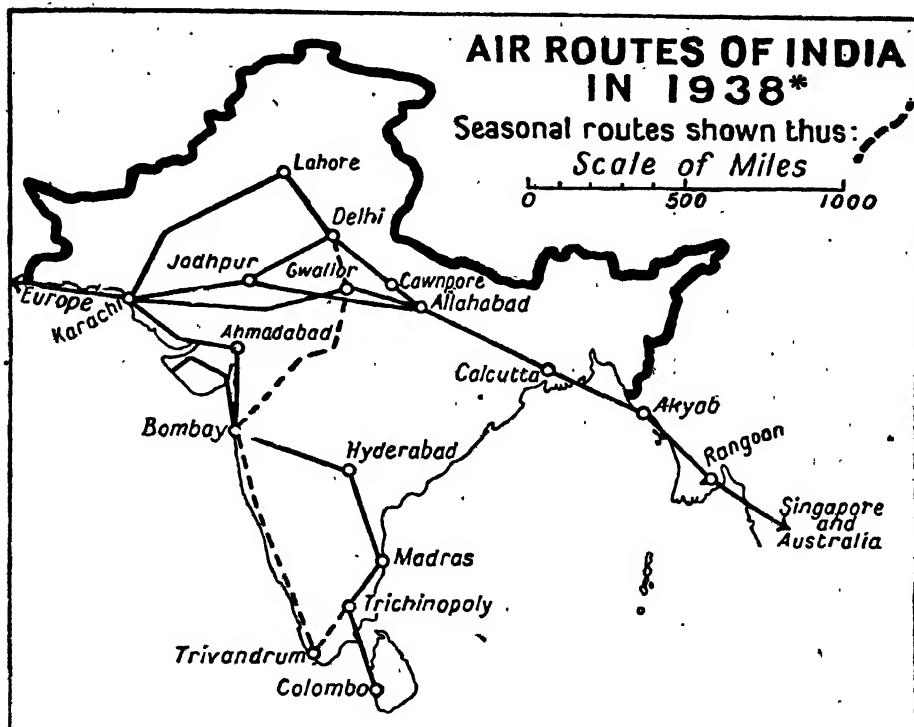 AIR ROUTES OF INDIA
IN 1938*
Seasonal routes shown thus:
Scale of Miles
0 500 1000
Lahore
Delhi
Jadhpur
Gwalior
Cawnpore
Allahabad
Europe
Karachi
Ahmadabad
Calcutta
Akyab
Bombay
Hyderabad
Rangoon
Singapore
and
Australia
Madras
Trichinopoly
Trivandrum
Colombo